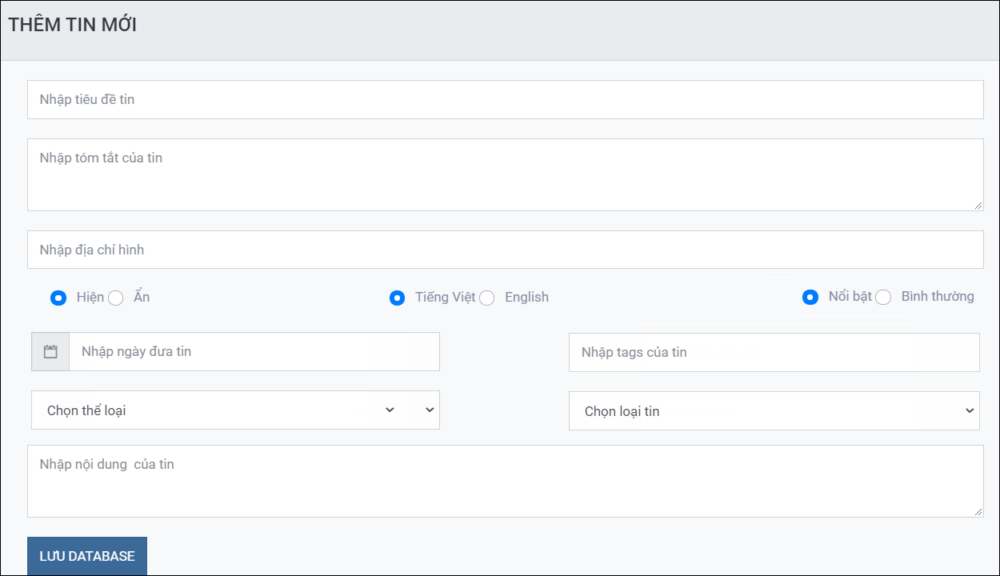 THÊM TIN MỚI
Nhập tiêu đề tin
Nhập tóm tắt của tin
Nhập địa chỉ hình
Hiện Ẩn Tiếng Việt English Nổi bật Bình thường
Nhập ngày đưa tin Nhập tags của tin
Chọn thể loại Chọn loại tin
Nhập nội dung của tin
LƯU DATABASE